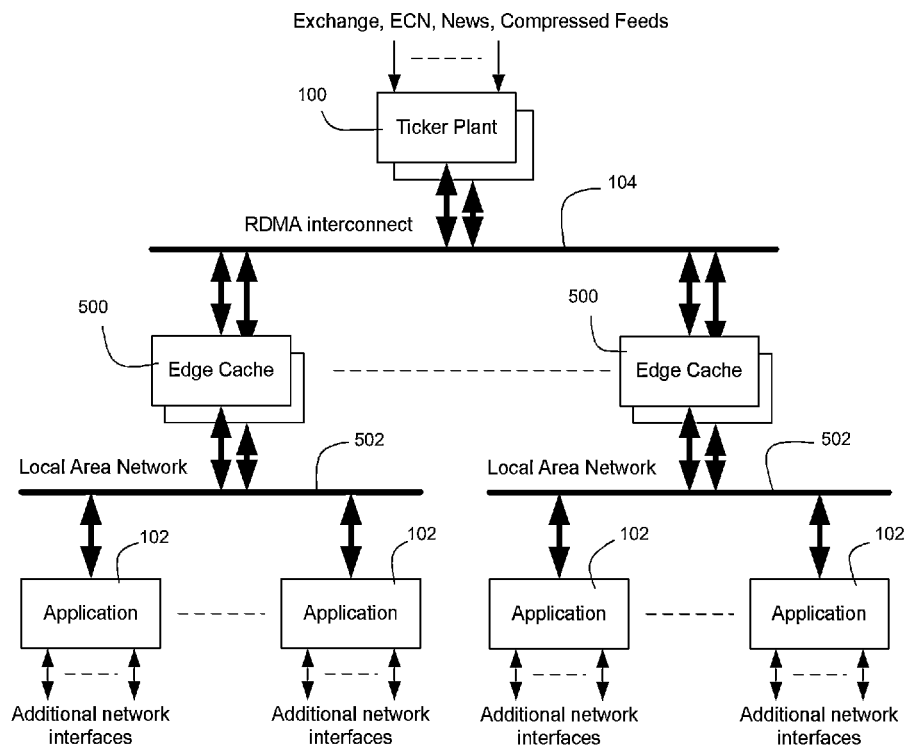 Exchange, ECN, News, Compressed Feeds
100
Ticker Plant
104
RDMA interconnect
500
500
Edge Cache
Edge Cache
502
502
Local Area Network
Local Area Network
102
102
102
102
Application
Application
Application
Application
Additional network
interfaces
Additional network
interfaces
Additional network
interfaces
Additional network
interfaces